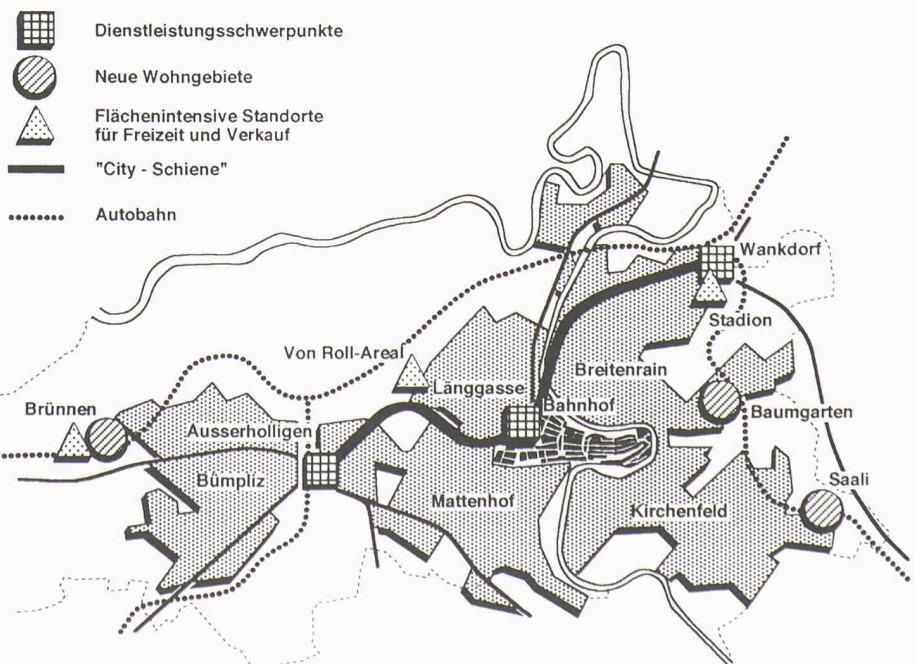 Dienstleistungsschwerpunkte
Neue Wohngebiete
Flächenintensive Standorte
für Freizeit und Verkauf
"City - Schiene"
Autobahn
Wankdorf
Stadion
Von Roll-Areal
Länggasse
Breitenrain
Bahnhof
Brünnen
Baumgarten
Ausserholligen
Bümpliz
Mattenhof
Kirchenfeld
Saali